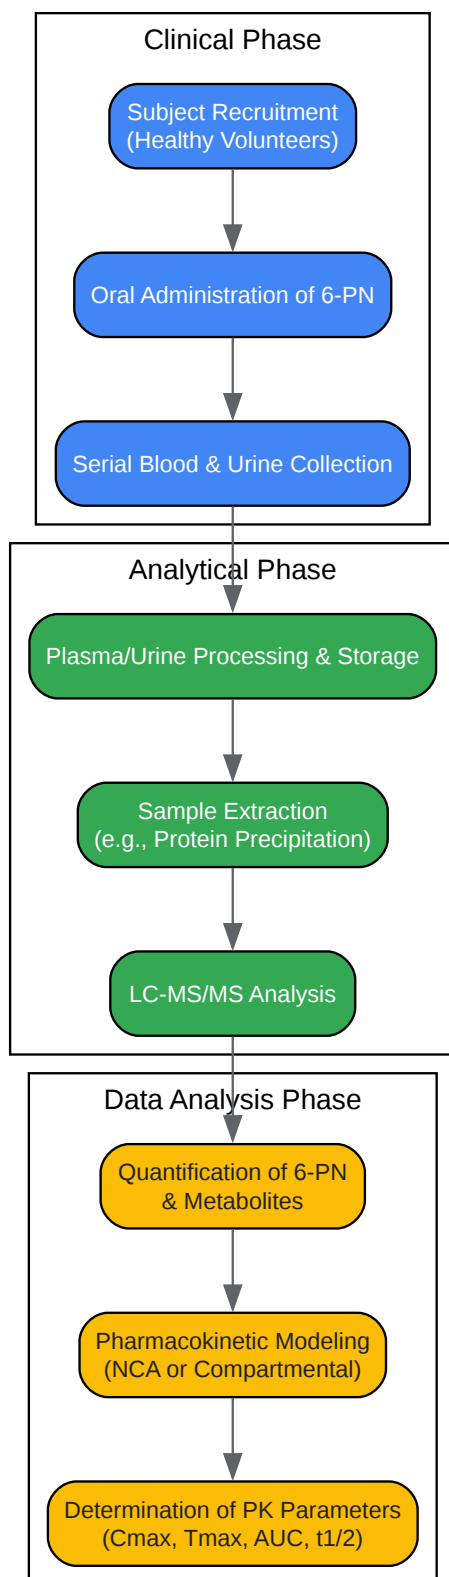 Clinical Phase
Subject Recruitment
(Healthy Volunteers)
Oral Administration of 6-PN
Serial Blood & Urine Collection
Analytical Phase
Plasma/Urine Processing & Storage
Sample Extraction
(e.g., Protein Precipitation)
LC-MS/MS Analysis
Data Analysis Phase
Quantification of 6-PN
& Metabolites
Pharmacokinetic Modeling
(NCA or Compartmental)
Determination of PK Parameters
(Cmax, Tmax, AUC, t1/2)